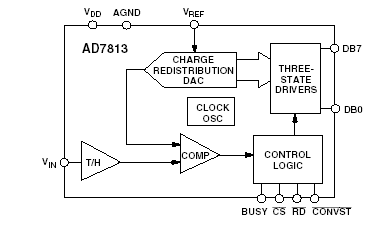 VDD AGND VREF
AD7813
CHARGE
REDISTRIBUTION
DAC
THREE-
STATE
DRIVERS
DB7
DB0
CLOCK
OSC
VIN
T/H
COMP
CONTROL
LOGIC
BUSY CS RD CONVST